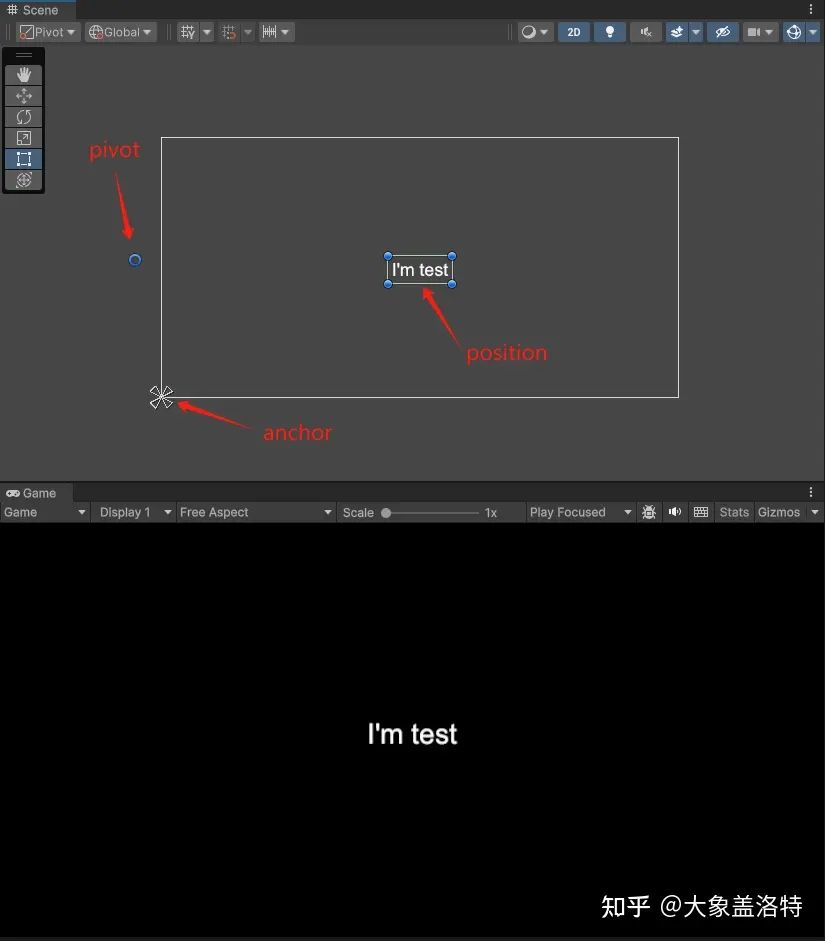 Scene
Pivot Global 2D
pivot
I'm test
position
anchor
Game
Game Display 1 Free Aspect Scale 1x Play Focused Stats Gizmos
I'm test
知乎 @大象盖洛特